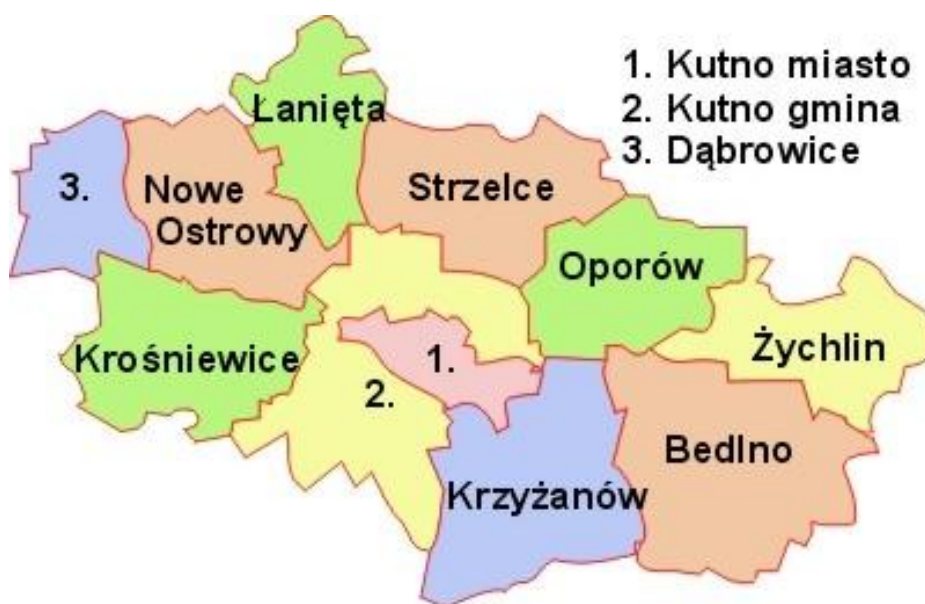 1. Kutno miasto
2. Kutno gmina
3. Dąbrowice
Łanięta
3.
Nowe
Ostrowy
Strzelce
Oporów
Krośniewice
1.
Żychlin
2.
Bedlno
Krzyżanów